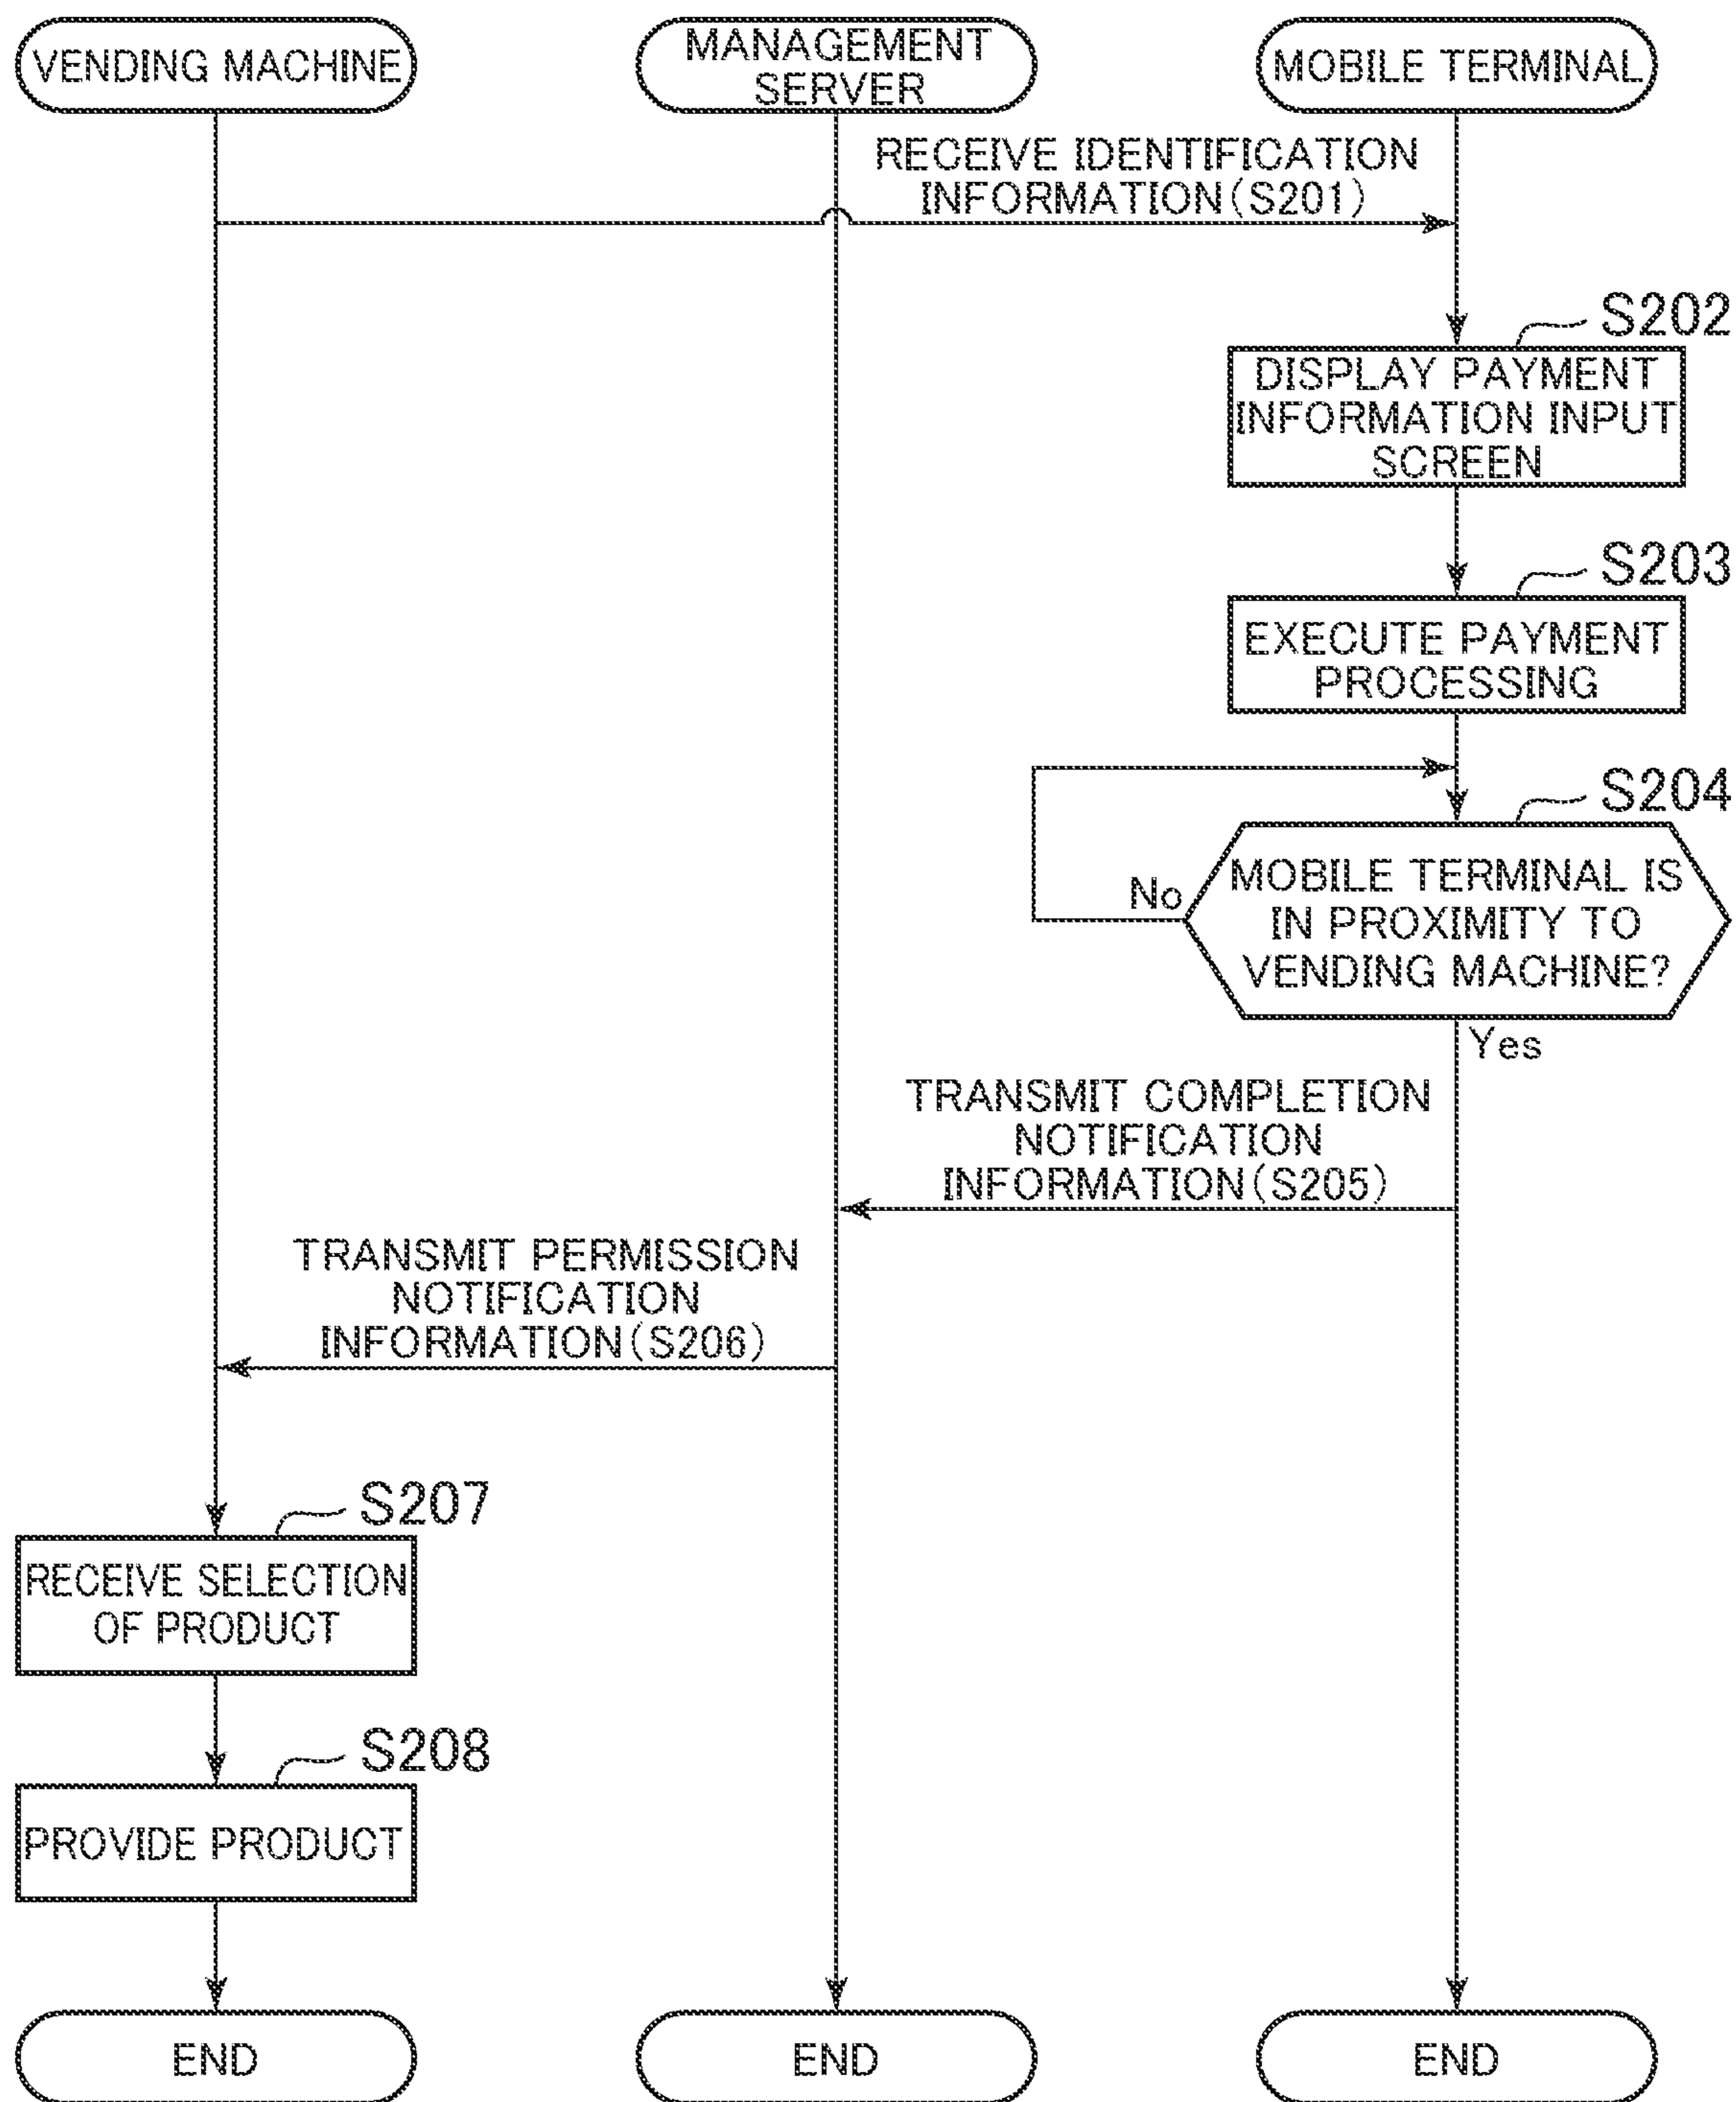 VENDING MACHINE
MANAGEMENT
SERVER
MOBILE TERMINAL
RECEIVE IDENTIFICATION
INFORMATION(S201)
S202
DISPLAY PAYMENT
INFORMATION INPUT
SCREEN
S203
EXECUTE PAYMENT
PROCESSING
S204
MOBILE TERMINAL IS
IN PROXIMITY TO
VENDING MACHINE?
No
Yes
TRANSMIT COMPLETION
NOTIFICATION
INFORMATION(S205)
TRANSMIT PERMISSION
NOTIFICATION
INFORMATION(S206)
S207
RECEIVE SELECTION
OF PRODUCT
S208
PROVIDE PRODUCT
END
END
END